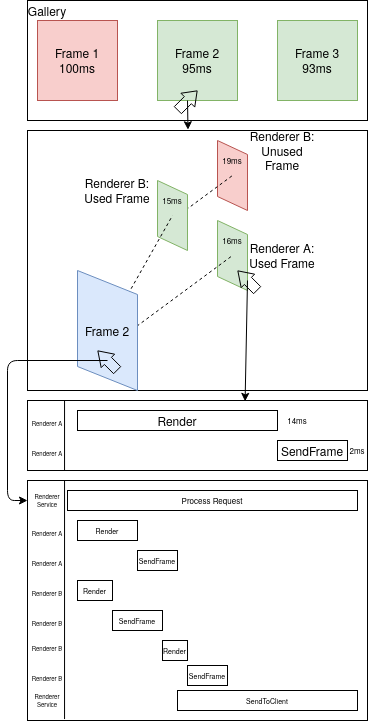 Gallery
Frame 1
100ms
Frame 2
95ms
Frame 3
93ms
Renderer B:
Unused
Frame
19ms
Renderer B:
Used Frame
15ms
16ms
Renderer A:
Used Frame
Frame 2
Renderer A
Render
14ms
Renderer A
SendFrame
2ms
Renderer
Service
Process Request
Renderer A
Render
Renderer A
SendFrame
Renderer B
Render
Renderer B
SendFrame
Renderer B
Render
Renderer B
SendFrame
Renderer
Service
SendToClient